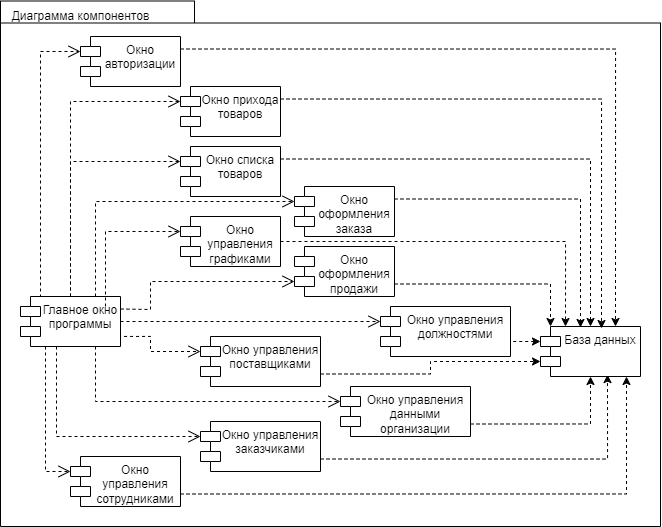 Диаграмма компонентов
Окно
авторизации
Окно прихода
товаров
Окно списка
товаров
Окно
оформления
заказа
Окно
управления
графиками
Окно
оформления
продажи
Главное окно
программы
Окно управления
должностями
База данных
Окно управления
поставщиками
Окно управления
данными
организации
Окно управления
заказчиками
Окно
управления
сотрудниками